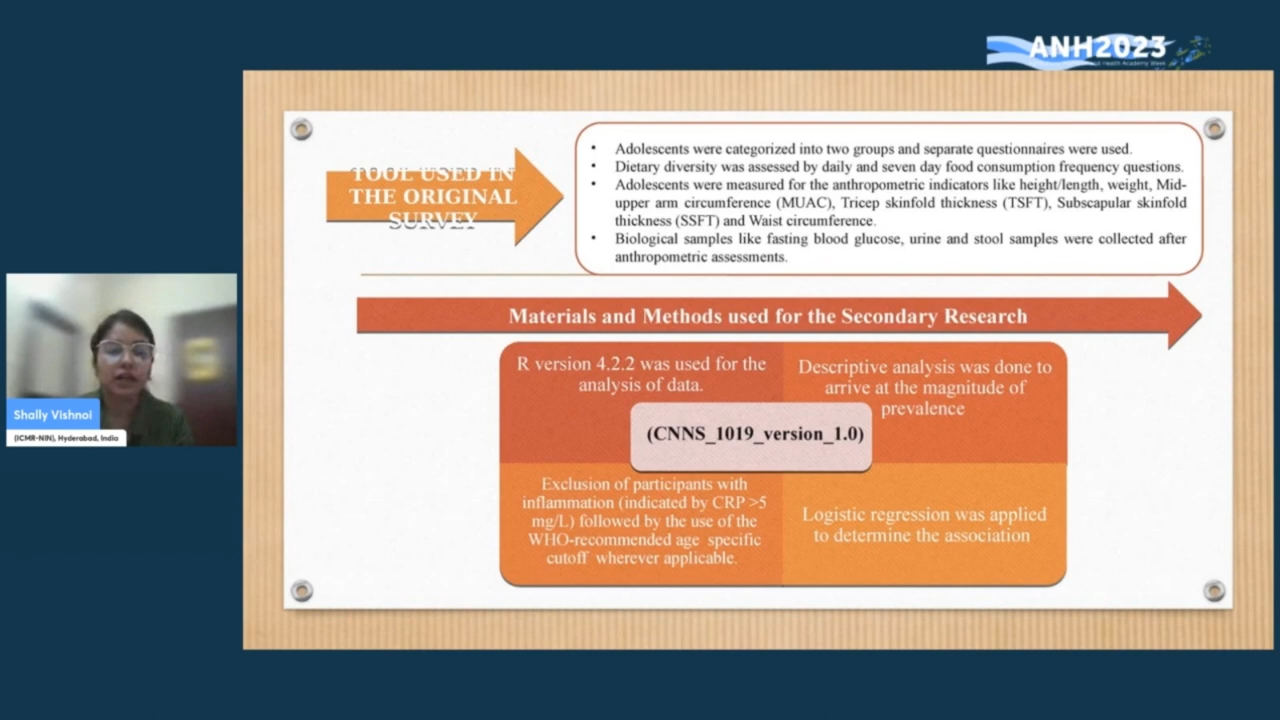 ANH2023
TOOL USED IN
THE ORIGINAL
SURVEY
• Adolescents were categorized into two groups and separate questionnaires were used.
• Dietary diversity was assessed by daily and seven day food consumption frequency questions.
• Adolescents were measured for the anthropometric indicators like height/length, weight, Mid-
upper arm circumference (MUAC), Tricep skinfold thickness (TSFT), Subscapular skinfold
thickness (SSFT) and Waist circumference.
• Biological samples like fasting blood glucose, urine and stool samples were collected after
anthropometric assessments.
Materials and Methods used for the Secondary Research
R version 4.2.2 was used for the
analysis of data.
Descriptive analysis was done to
arrive at the magnitude of
prevalence
(CNNS_1019_version_1.0)
Exclusion of participants with
inflammation (indicated by CRP >5
mg/L) followed by the use of the
WHO-recommended age specific
cutoff wherever applicable.
Logistic regression was applied
to determine the association
Shally Vishnoi
(ICMR-NIN), Hyderabad, India